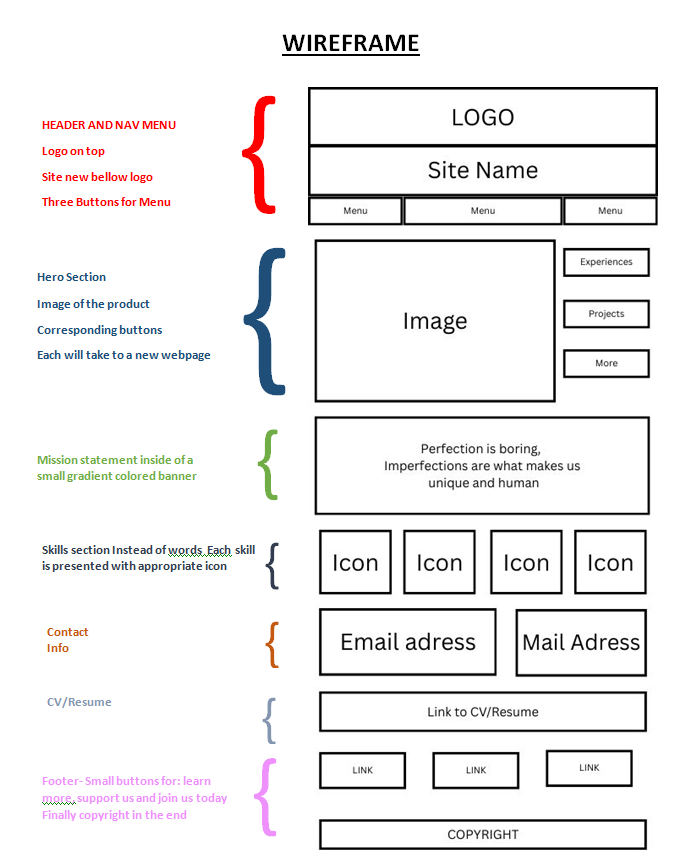 WIREFRAME
HEADER AND NAV MENU
Logo on top
Site new bellow logo
Three Buttons for Menu
LOGO
Site Name
Menu
Menu
Menu
Hero Section
Image of the product
Corresponding buttons
Each will take to a new webpage
Image
Experiences
Projects
More
Mission statement inside of a
small gradient colored banner
Perfection is boring,
Imperfections are what makes us
unique and human
Skills section Instead of words Each skill
is presented with appropriate icon
Icon
Icon
Icon
Icon
Contact
Info
Email adress
Mail Adress
CV/Resume
Link to CV/Resume
Footer- Small buttons for: learn
more, support us and join us today
Finally copyright in the end
LINK
LINK
LINK
COPYRIGHT